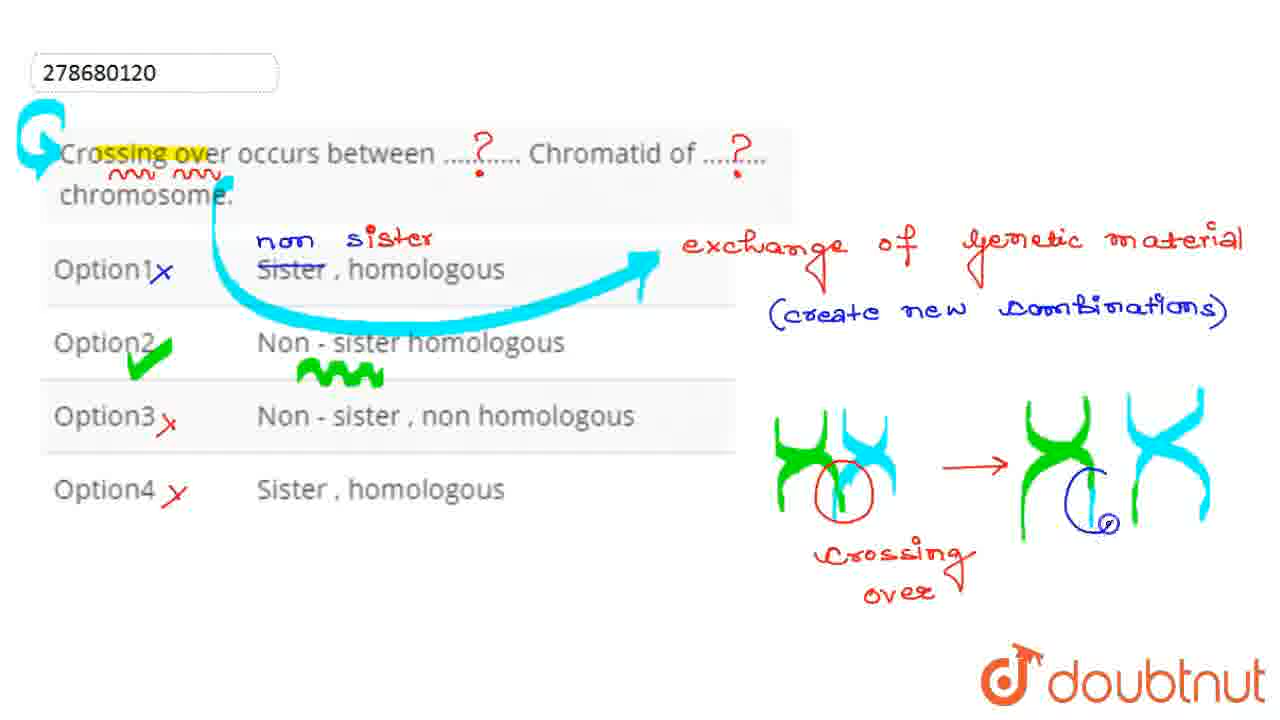 278680120
Crossing over occurs between ....?..... Chromatid of ...?.....
chromosome.
non sister
Option1 x Sister , homologous
exchange of genetic material
(create new combinations)
Option2 Non - sister homologous
Option3 x Non - sister , non homologous
Option4 x Sister , homologous
crossing
over
doubtnut